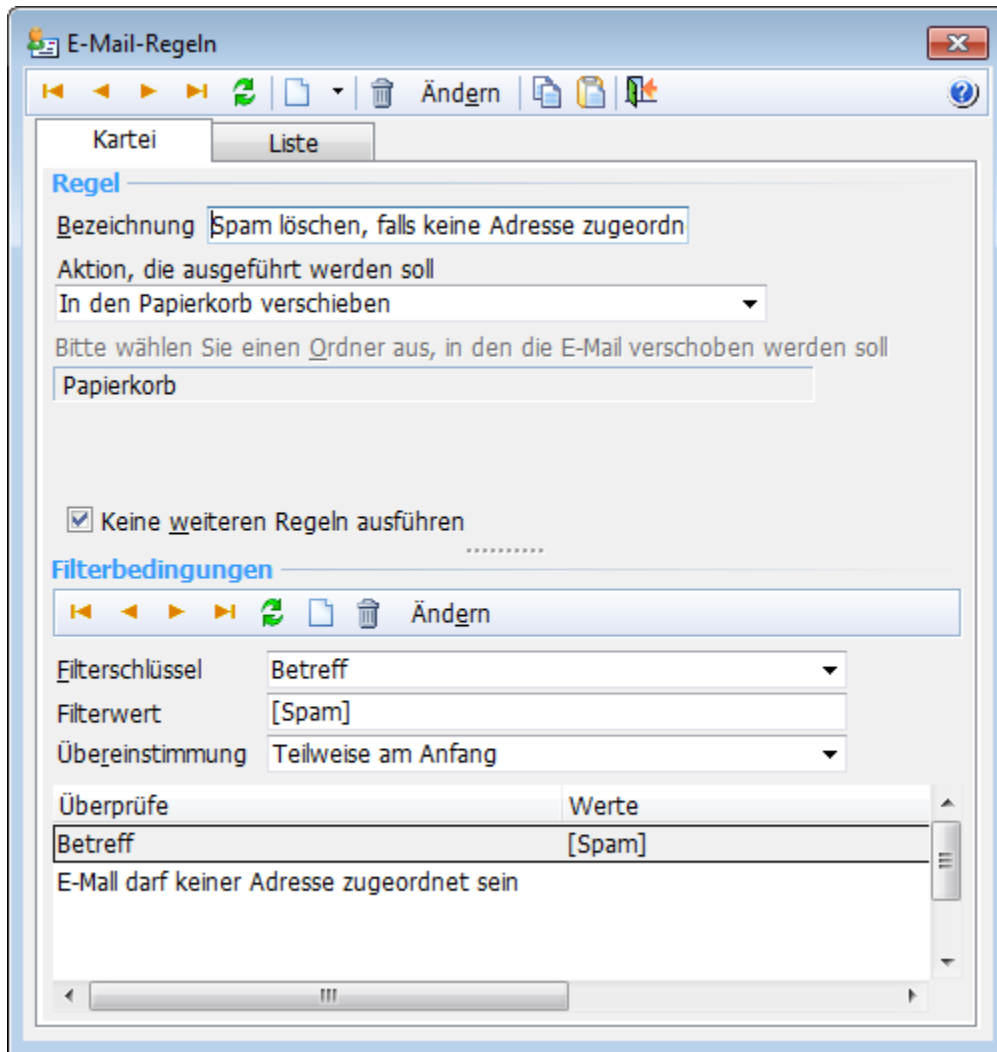 E-Mail-Regeln
Ändern
Kartei Liste
Regel
Bezeichnung Spam löschen, falls keine Adresse zugeordn
Aktion, die ausgeführt werden soll
In den Papierkorb verschieben
Bitte wählen Sie einen Ordner aus, in den die E-Mail verschoben werden soll
Papierkorb
Keine weiteren Regeln ausführen
Filterbedingungen
Ändern
Filterschlüssel Betreff
Filterwert [Spam]
Übereinstimmung Teilweise am Anfang
Überprüfe Werte
Betreff [Spam]
E-Mall darf keiner Adresse zugeordnet sein